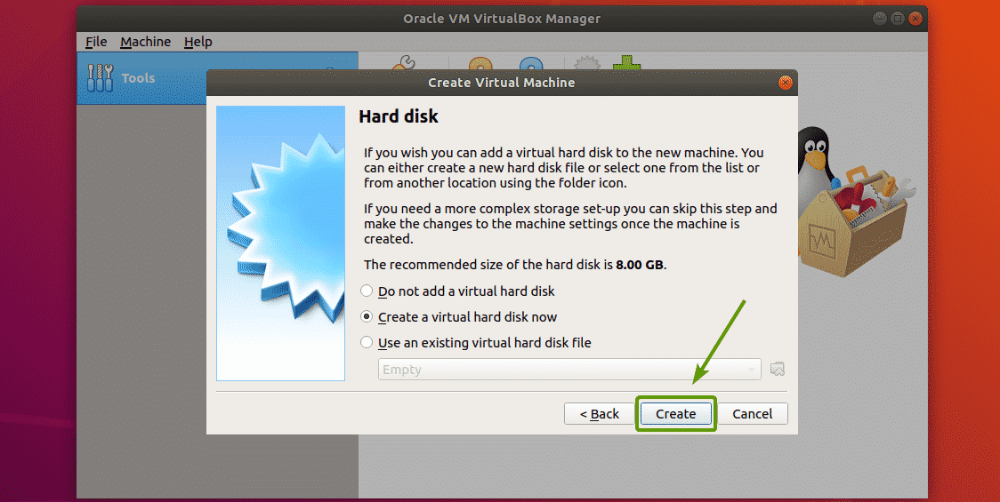 Oracle VM VirtualBox Manager
File Machine Help
Tools
Create Virtual Machine
Hard disk
If you wish you can add a virtual hard disk to the new machine. You
can either create a new hard disk file or select one from the list or
from another location using the folder icon.
If you need a more complex storage set-up you can skip this step and
make the changes to the machine settings once the machine is
created.
The recommended size of the hard disk is 8.00 GB.
Do not add a virtual hard disk
Create a virtual hard disk now
Use an existing virtual hard disk file
Empty
< Back Create Cancel